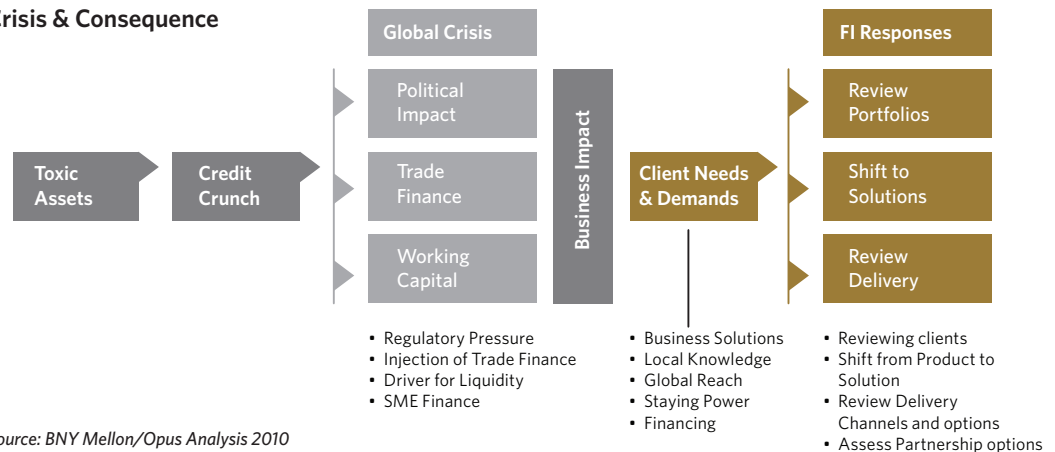 risis & Consequence
Global Crisis
FI Responses
Political
Impact
Review
Portfolios
Toxic
Assets
Credit
Crunch
Trade
Finance
Business Impact
Client Needs
& Demands
Shift to
Solutions
Working
Capital
Review
Delivery
• Regulatory Pressure
• Injection of Trade Finance
• Driver for Liquidity
• SME Finance
• Business Solutions
• Local Knowledge
• Global Reach
• Staying Power
• Financing
• Reviewing clients
• Shift from Product to
Solution
• Review Delivery
Channels and options
• Assess Partnership options
ource: BNY Mellon/Opus Analysis 2010